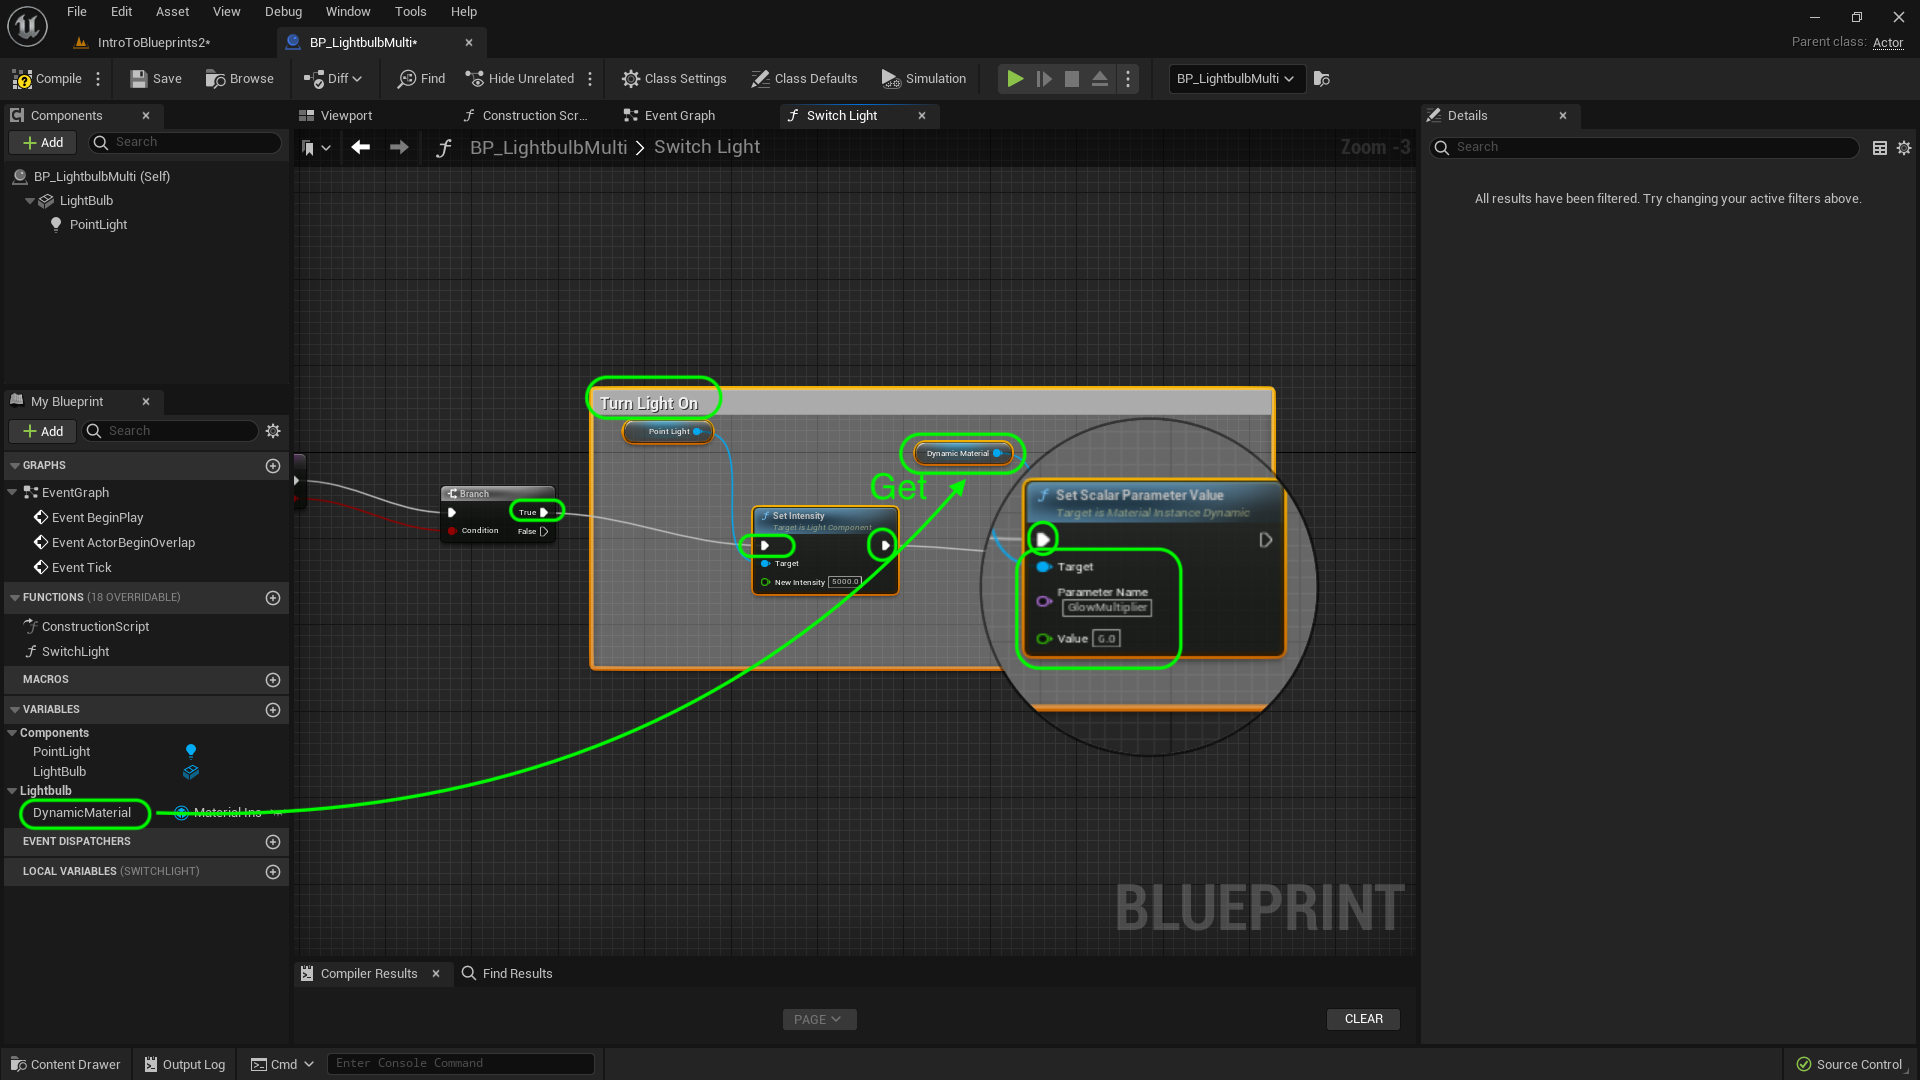 File Edit Asset View Debug Window Tools Help
IntroToBlueprints2*
BP_LightbulbMulti*
Parent class: Actor
Compile Save Browse Diff Find Hide Unrelated Class Settings Class Defaults Simulation BP_LightbulbMulti
Components
Add
Search
BP_LightbulbMulti (Self)
LightBulb
PointLight
My Blueprint
Add
Search
GRAPHS
EventGraph
Event BeginPlay
Event ActorBeginOverlap
Event Tick
FUNCTIONS (18 OVERRIDABLE)
ConstructionScript
SwitchLight
MACROS
VARIABLES
Components
PointLight
LightBulb
Lightbulb
DynamicMaterial Material Ins
EVENT DISPATCHERS
LOCAL VARIABLES (SWITCHLIGHT)
Viewport Construction Scr... Event Graph Switch Light
BP_LightbulbMulti > Switch Light
Zoom -3
Turn Light On
Point Light
Dynamic Material
Get
Branch
True
Condition False
Set Intensity
Target is Light Component
Target
New Intensity 5000.0
Set Scalar Parameter Value
Target is Material Instance Dynamic
Target
Parameter Name
GlowMultiplier
Value 6.0
BLUEPRINT
Compiler Results Find Results
PAGE
CLEAR
Details
Search
All results have been filtered. Try changing your active filters above.
Content Drawer Output Log Cmd Enter Console Command Source Control